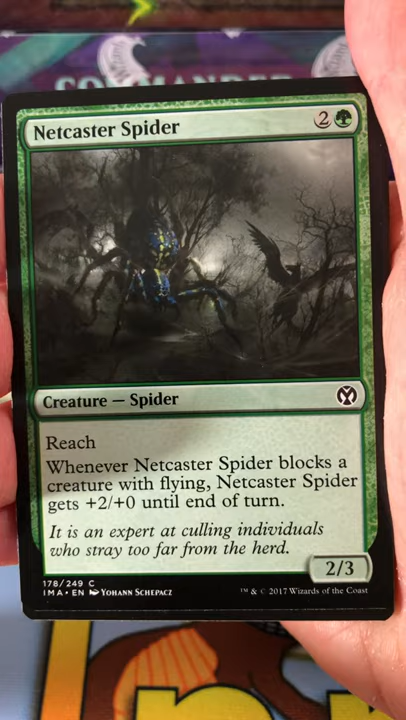 COMMANDER
Netcaster Spider
2
Creature — Spider
Reach
Whenever Netcaster Spider blocks a
creature with flying, Netcaster Spider
gets +2/+0 until end of turn.
It is an expert at culling individuals
who stray too far from the herd.
2/3
178/249 C
IMA • EN Yohann Schepacz
™ & © 2017 Wizards of the Coast